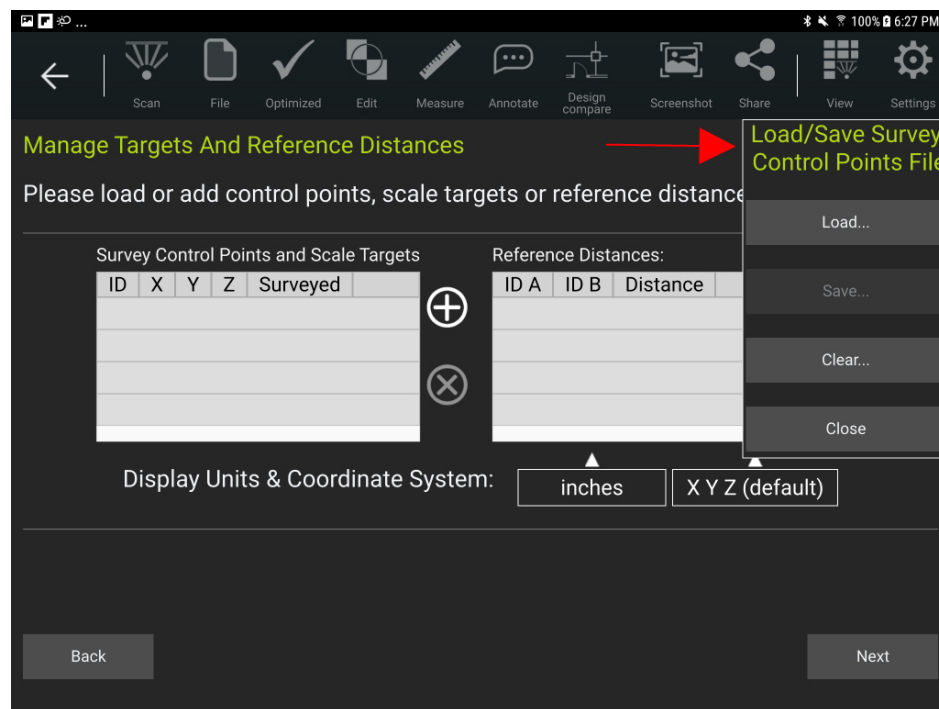 ...
100% 6:27 PM
Scan
File
Optimized
Edit
Measure
Annotate
Design
compare
Screenshot
Share
View
Settings
Manage Targets And Reference Distances
Load/Save Survey
Control Points File
Please load or add control points, scale targets or reference distance
Load...
Survey Control Points and Scale Targets
Reference Distances:
ID X Y Z Surveyed
ID A ID B Distance
Save...
Clear...
Close
Display Units & Coordinate System:
inches
X Y Z (default)
Back
Next